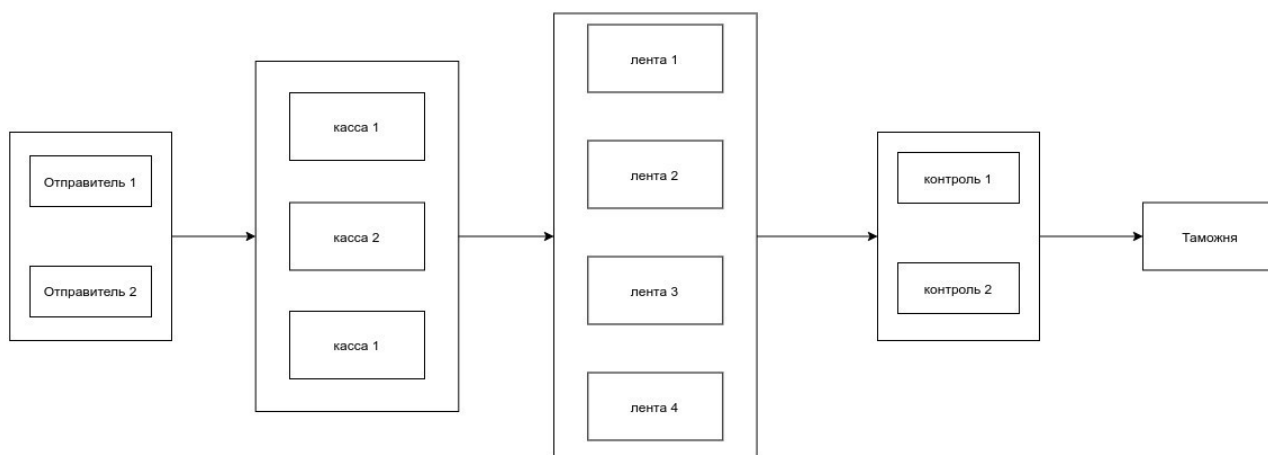 Отправитель 1
Отправитель 2
касса 1
касса 2
касса 1
лента 1
лента 2
лента 3
лента 4
контроль 1
контроль 2
Таможня